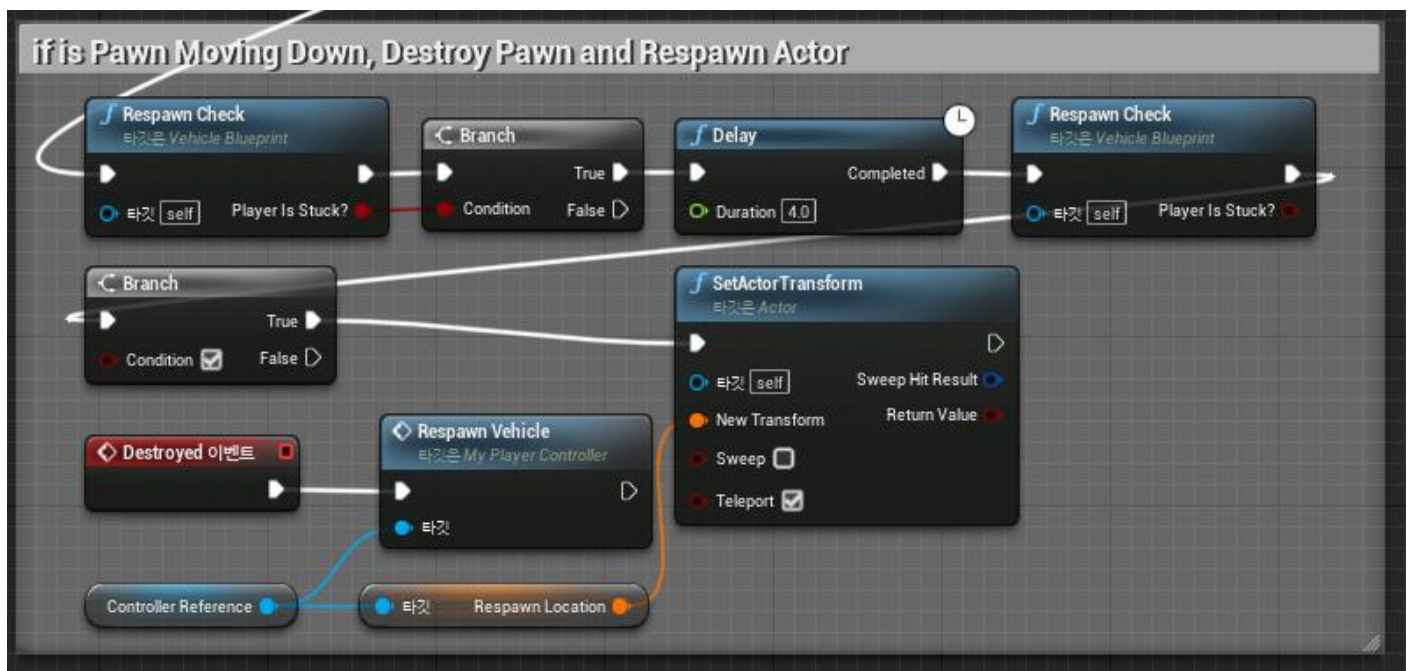 if is Pawn Moving Down, Destroy Pawn and Respawn Actor
Respawn Check
타깃은 Vehicle Blueprint
타깃 self
Player Is Stuck?
Branch
True
Condition
False
Delay
Completed
Duration 4.0
Respawn Check
타깃은 Vehicle Blueprint
타깃 self
Player Is Stuck?
Branch
True
Condition
False
SetActorTransform
타깃은 Actor
타깃 self
Sweep Hit Result
New Transform
Return Value
Sweep
Teleport
Destroyed 이벤트
Respawn Vehicle
타깃은 My Player Controller
타깃
Controller Reference
타깃
Respawn Location